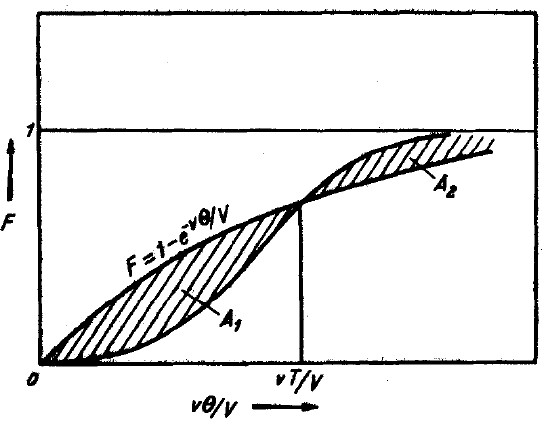 1
F
F = 1 - e^-vθ/V
A₁
A₂
0
vT/V
vθ/V